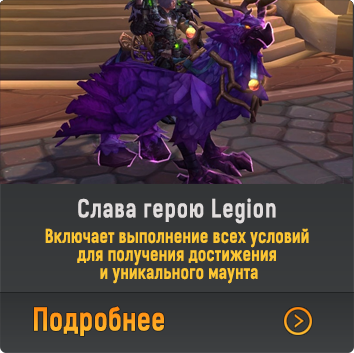 Слава герою Legion
Включает выполнение всех условий
для получения достижения
и уникального маунта
Подробнее